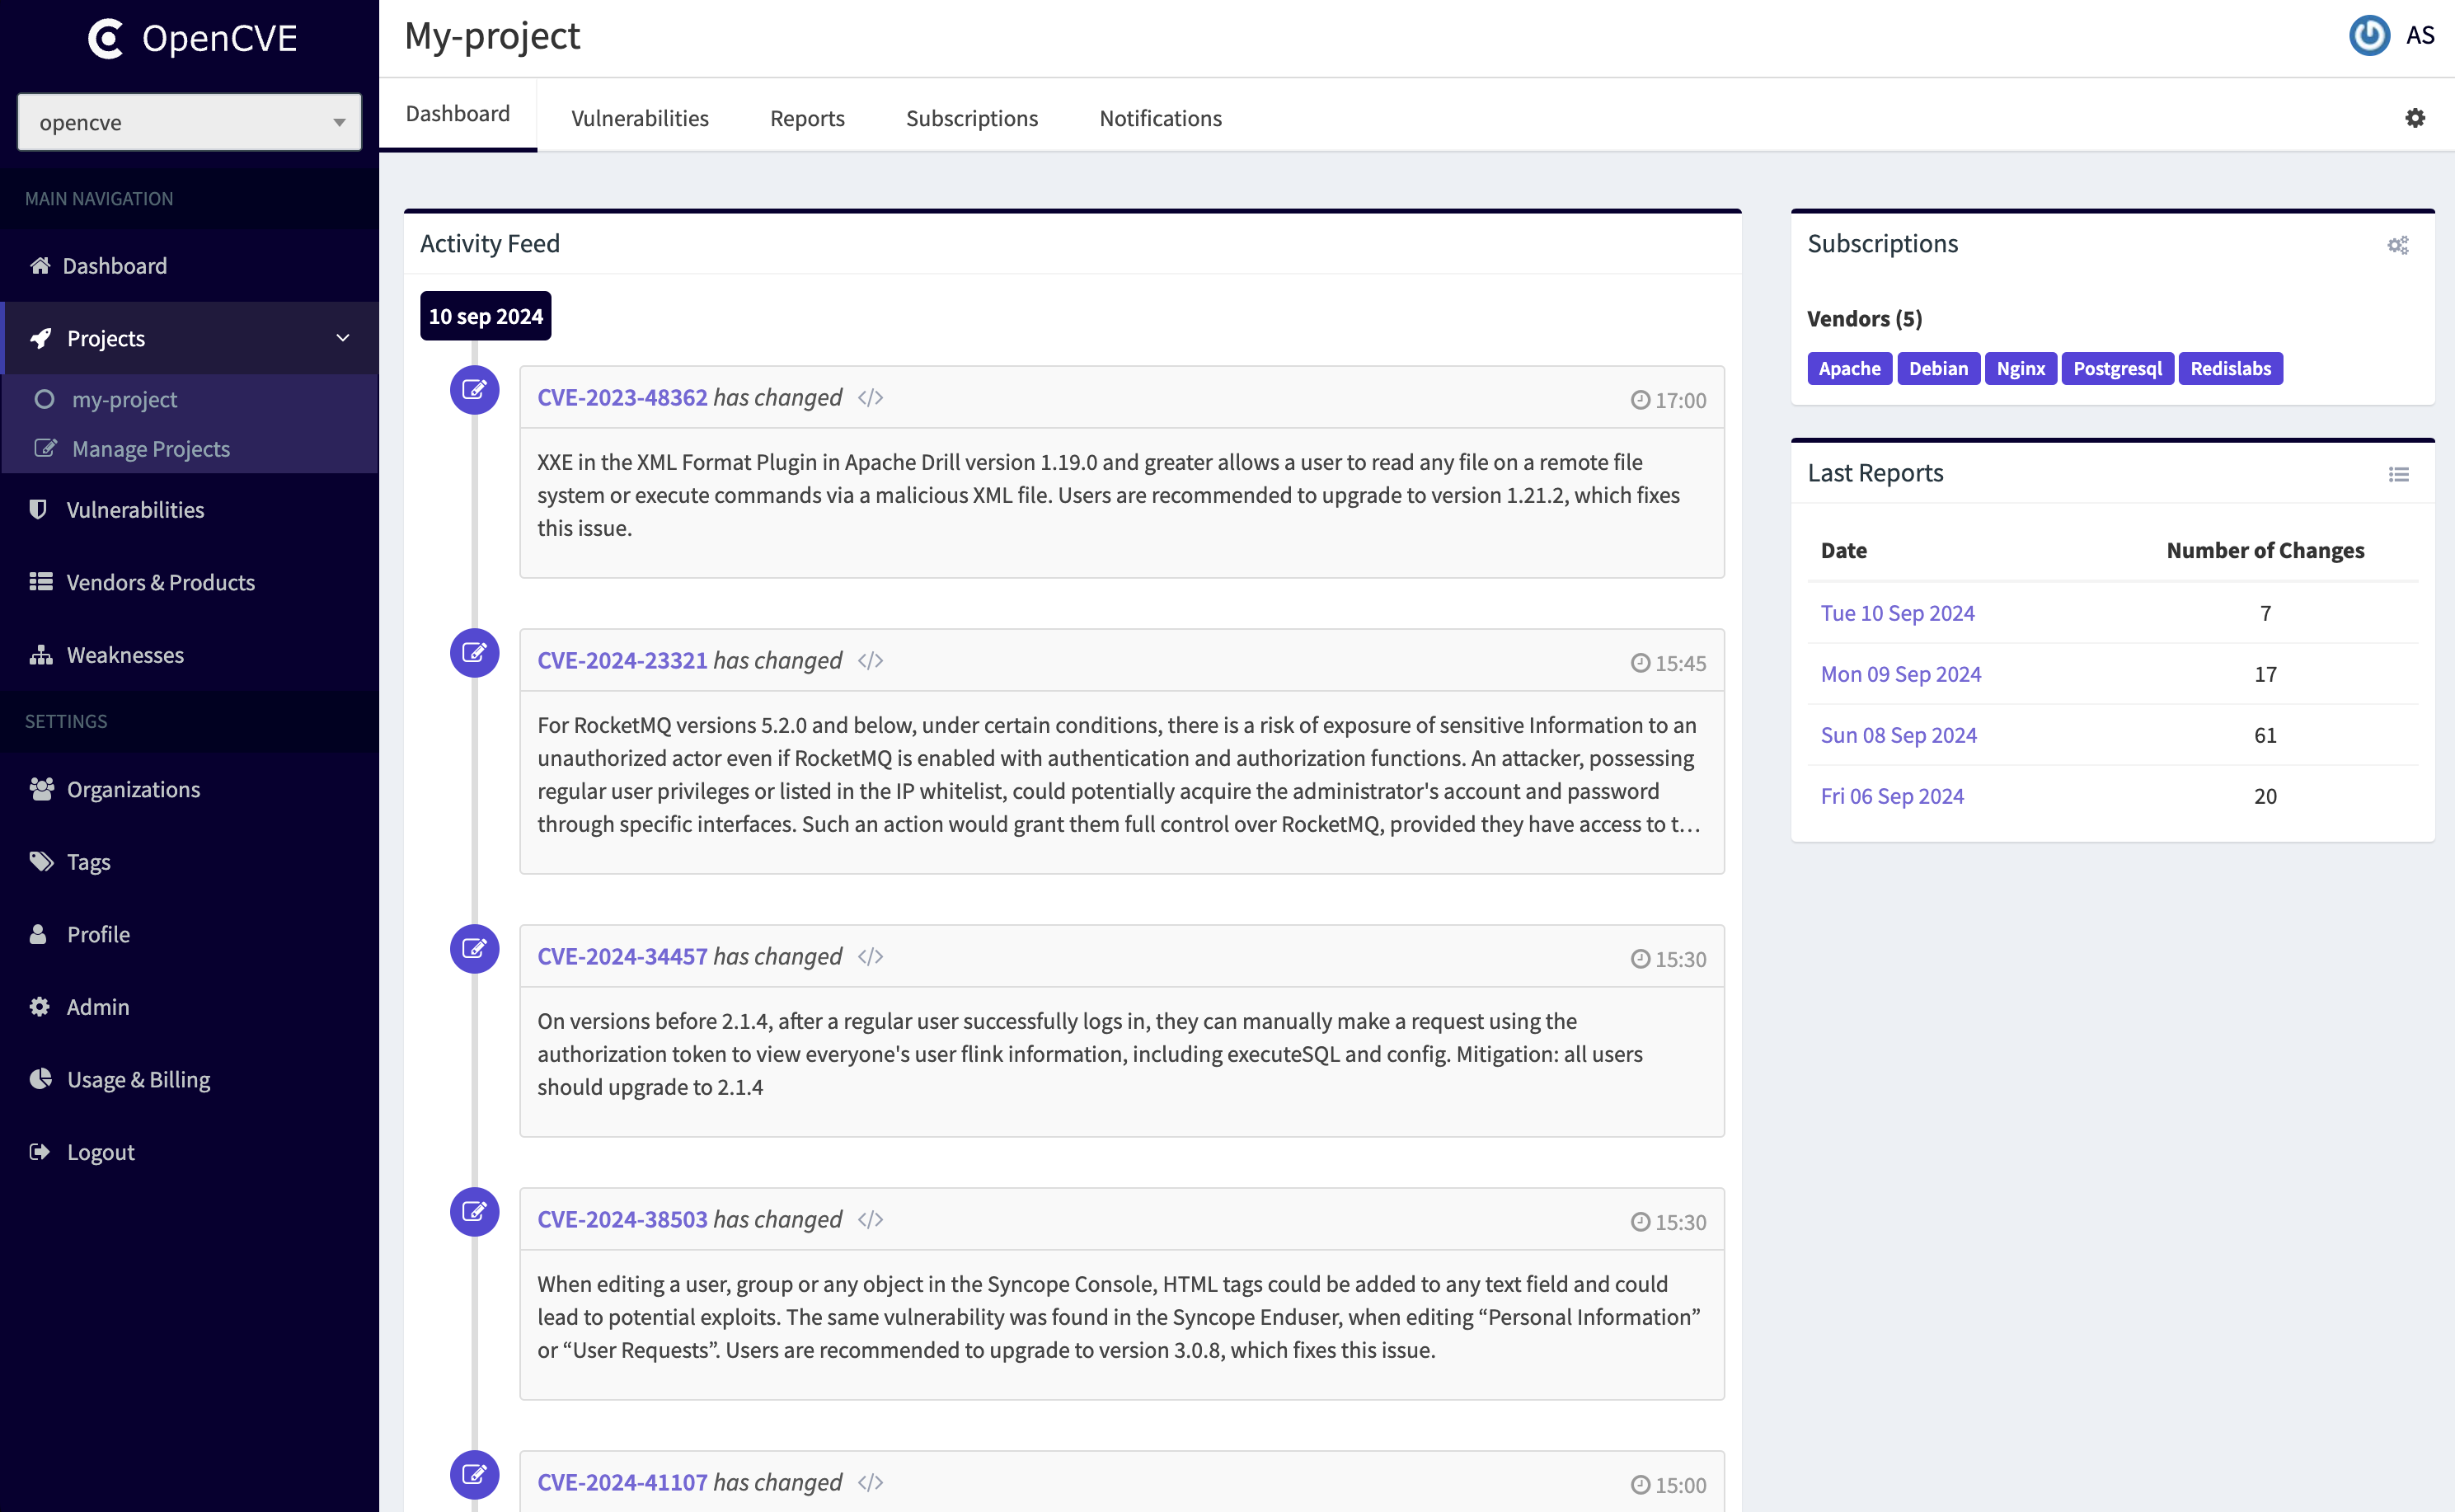 OpenCVE
opencve
MAIN NAVIGATION
Dashboard
Projects
my-project
Manage Projects
Vulnerabilities
Vendors & Products
Weaknesses
SETTINGS
Organizations
Tags
Profile
Admin
Usage & Billing
Logout
My-project
AS
Dashboard
Vulnerabilities
Reports
Subscriptions
Notifications
Activity Feed
10 sep 2024
CVE-2023-48362 has changed </>
17:00
XXE in the XML Format Plugin in Apache Drill version 1.19.0 and greater allows a user to read any file on a remote file
system or execute commands via a malicious XML file. Users are recommended to upgrade to version 1.21.2, which fixes
this issue.
CVE-2024-23321 has changed </>
15:45
For RocketMQ versions 5.2.0 and below, under certain conditions, there is a risk of exposure of sensitive Information to an
unauthorized actor even if RocketMQ is enabled with authentication and authorization functions. An attacker, possessing
regular user privileges or listed in the IP whitelist, could potentially acquire the administrator's account and password
through specific interfaces. Such an action would grant them full control over RocketMQ, provided they have access to t…
CVE-2024-34457 has changed </>
15:30
On versions before 2.1.4, after a regular user successfully logs in, they can manually make a request using the
authorization token to view everyone's user flink information, including executeSQL and config. Mitigation: all users
should upgrade to 2.1.4
CVE-2024-38503 has changed </>
15:30
When editing a user, group or any object in the Syncope Console, HTML tags could be added to any text field and could
lead to potential exploits. The same vulnerability was found in the Syncope Enduser, when editing “Personal Information”
or “User Requests”. Users are recommended to upgrade to version 3.0.8, which fixes this issue.
CVE-2024-41107 has changed </>
15:00
Subscriptions
Vendors (5)
Apache Debian Nginx Postgresql Redislabs
Last Reports
Date Number of Changes
Tue 10 Sep 2024 7
Mon 09 Sep 2024 17
Sun 08 Sep 2024 61
Fri 06 Sep 2024 20